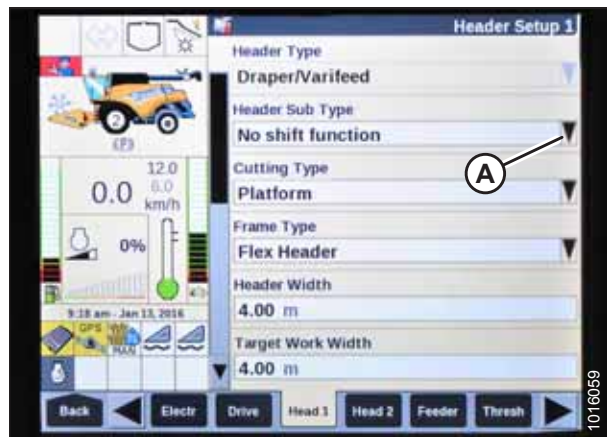 Header Setup 1
Header Type
Draper/Varifeed
Header Sub Type
No shift function
A
Cutting Type
Platform
Frame Type
Flex Header
Header Width
4.00 m
Target Work Width
4.00 m
12.0
0.0 6.0
km/h
0%
9:18 am - Jan 13, 2016
GPS
MAN
Back
Electr
Drive
Head 1
Head 2
Feeder
Thresh
1016059